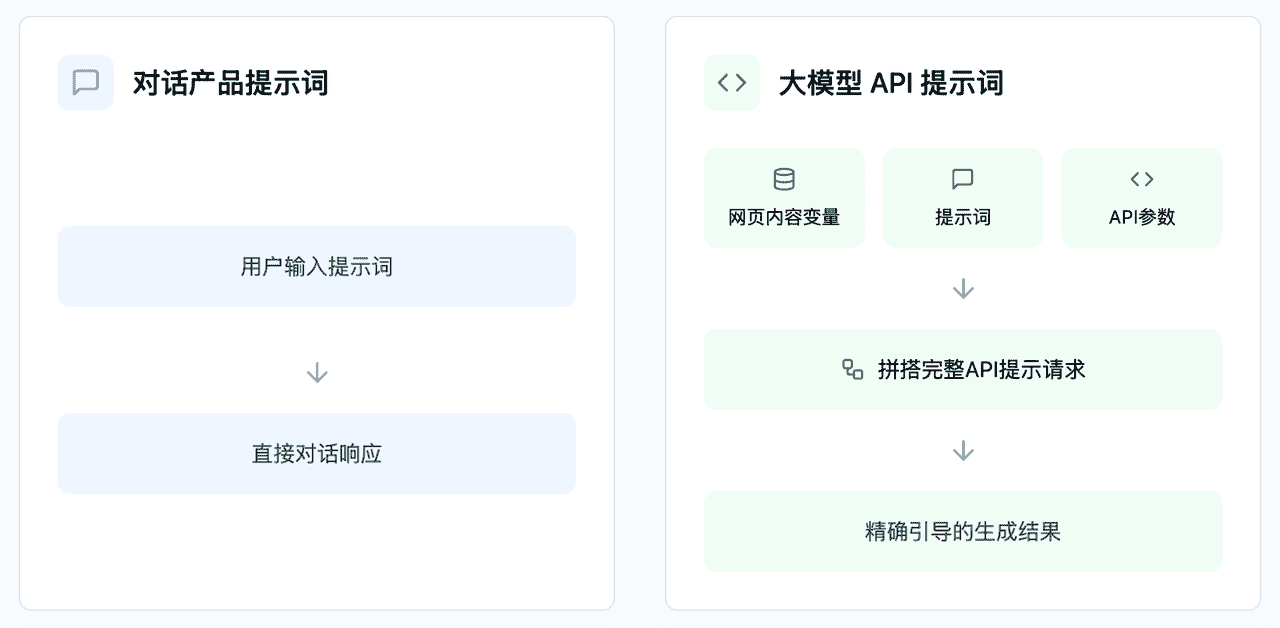 对话产品提示词
用户输入提示词
直接对话响应
大模型 API 提示词
网页内容变量
提示词
API参数
拼搭完整API提示请求
精确引导的生成结果